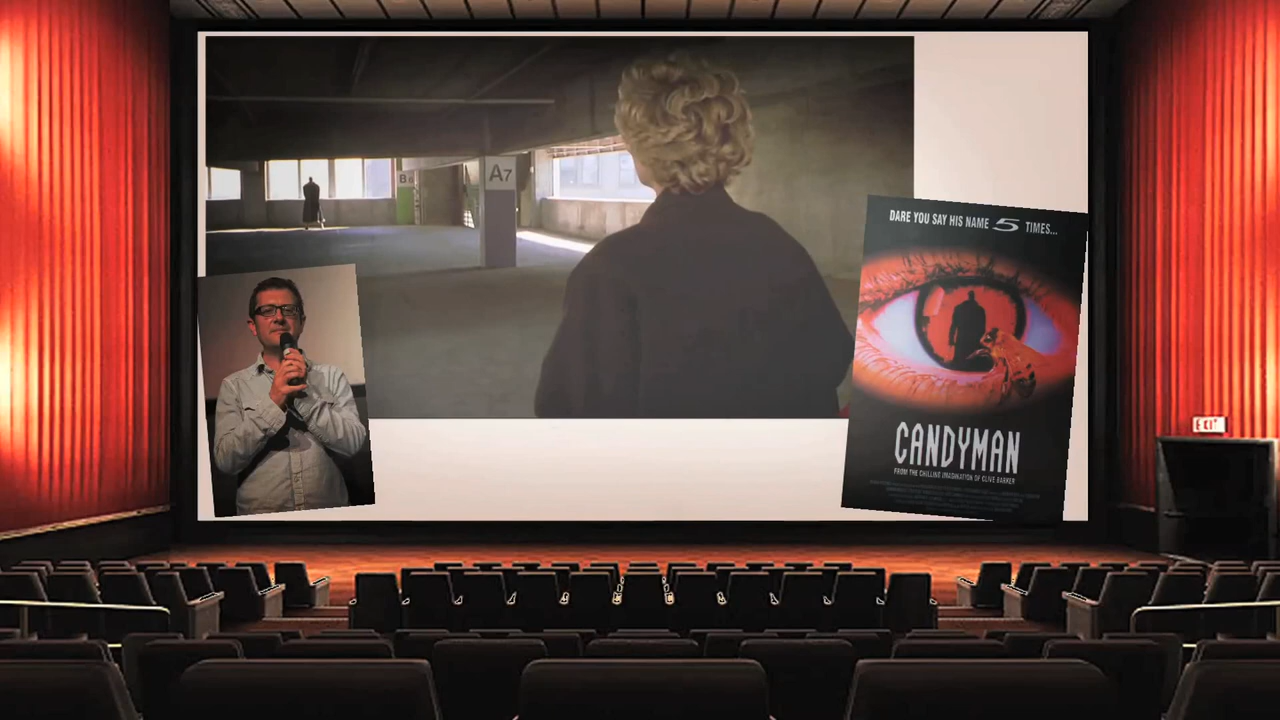 B
A7
DARE YOU SAY HIS NAME 5 TIMES...
CANDYMAN
FROM THE CHILLING IMAGINATION OF CLIVE BARKER
EXIT